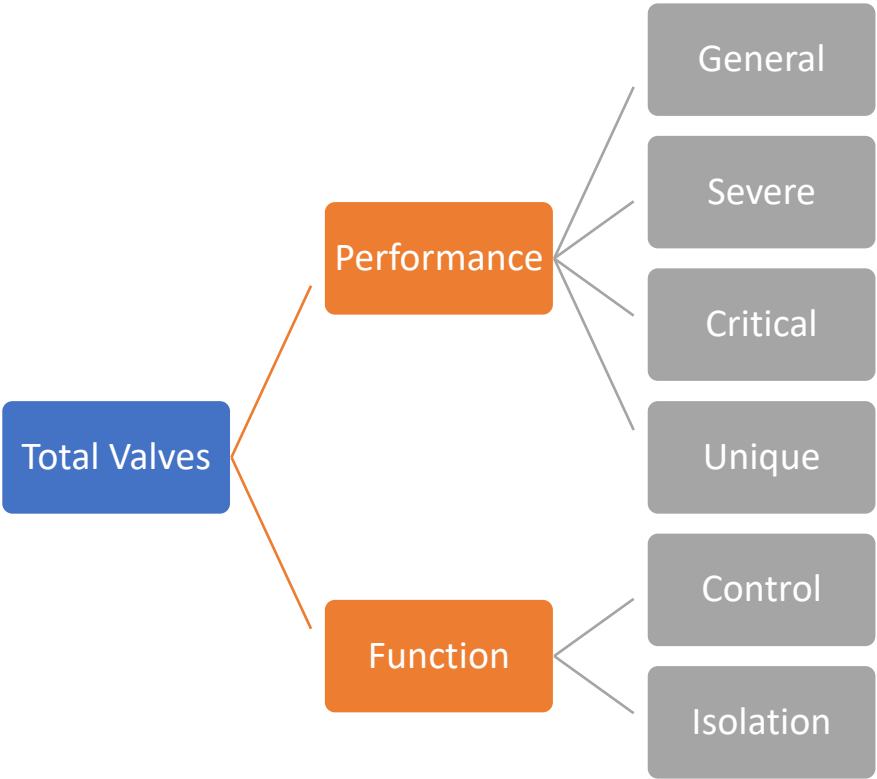 General
Severe
Performance
Critical
Total Valves
Unique
Control
Function
Isolation